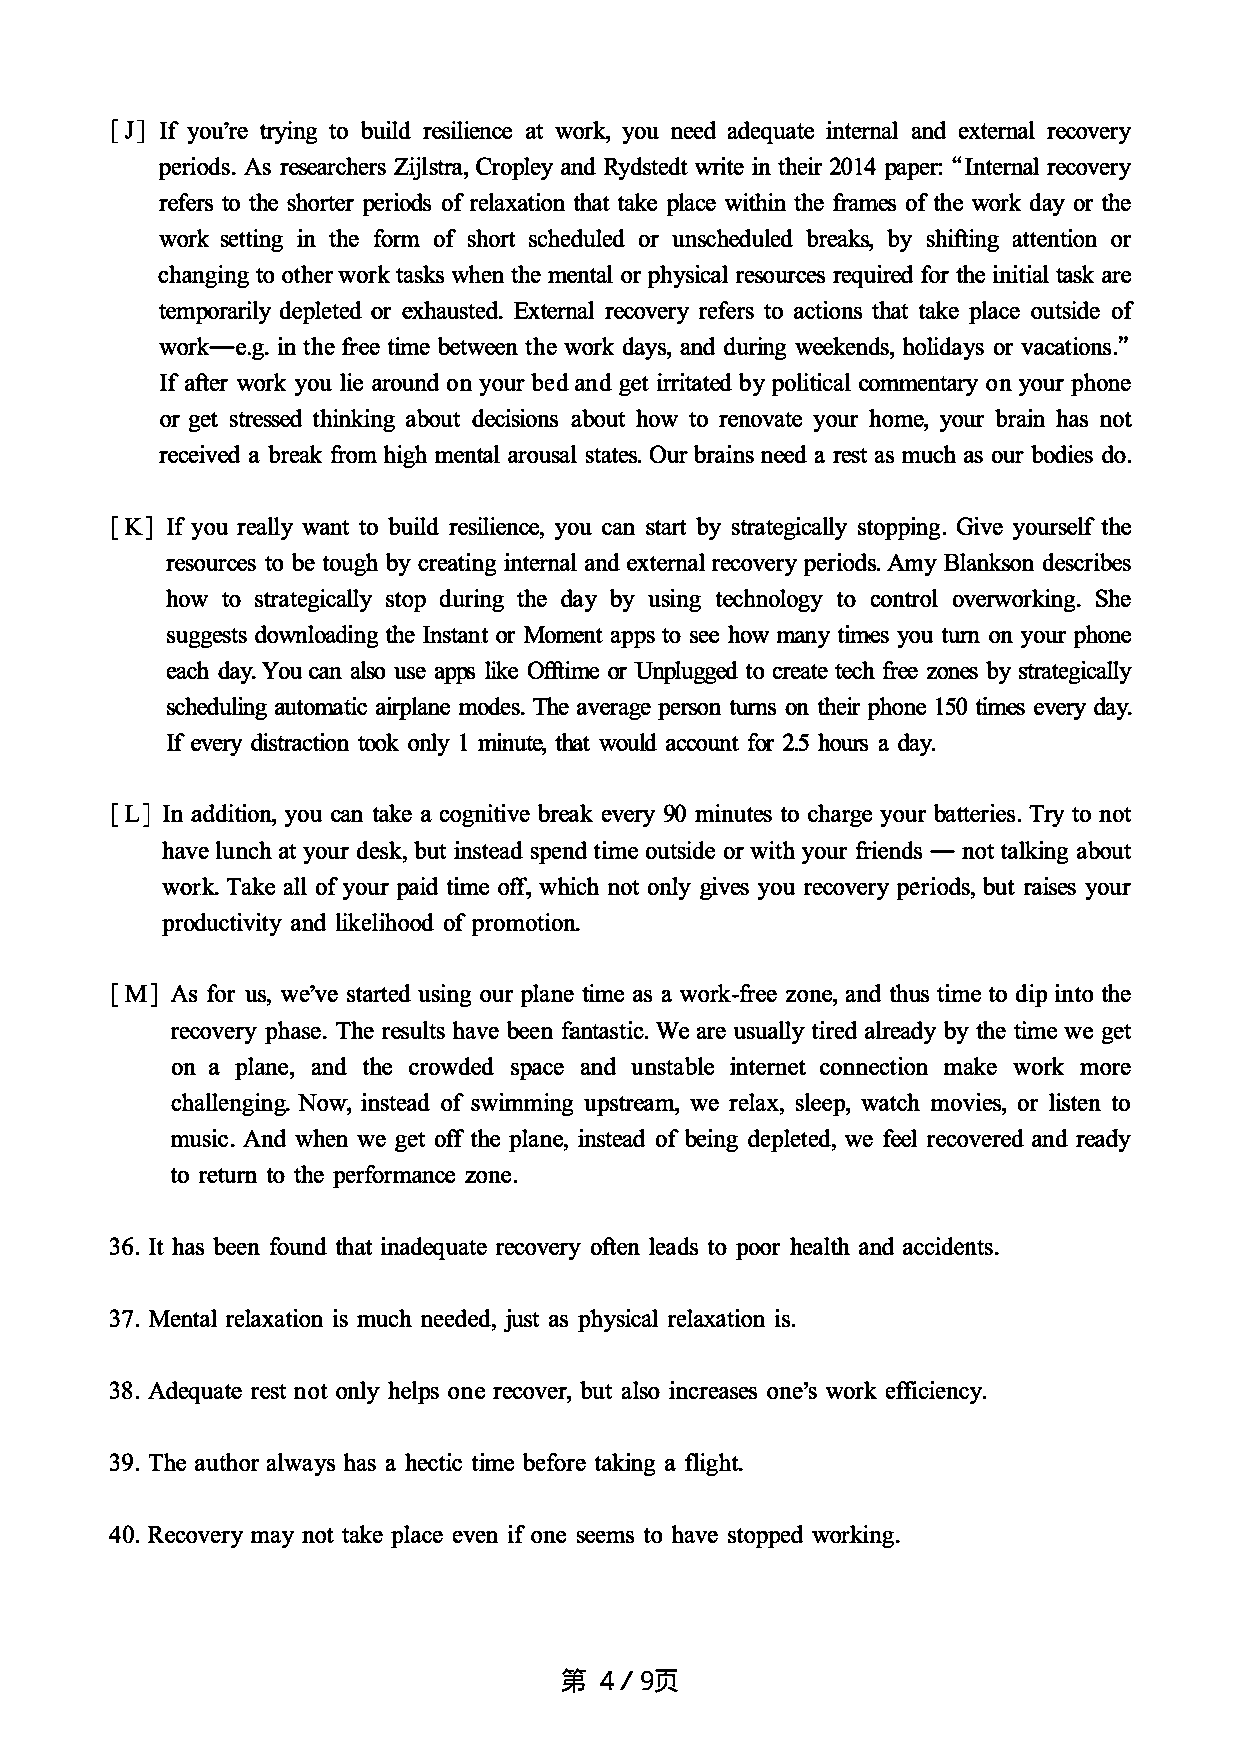 [ J ] If you’re trying to build resilience at work, you need adequate internal and external recovery
periods. As researchers Zijlstra, Cropley and Rydstedt write in their 2014 paper: “Internal recovery
refers to the shorter periods of relaxation that take place within the frames of the work day or the
work setting in the form of short scheduled or unscheduled breaks, by shifting attention or
changing to other work tasks when the mental or physical resources required for the initial task are
temporarily depleted or exhausted. External recovery refers to actions that take place outside of
work—e.g. in the free time between the work days, and during weekends, holidays or vacations.”
If after work you lie around on your bed and get irritated by political commentary on your phone
or get stressed thinking about decisions about how to renovate your home, your brain has not
received a break from high mental arousal states. Our brains need a rest as much as our bodies do.
[ K ] If you really want to build resilience, you can start by strategically stopping. Give yourself the
resources to be tough by creating internal and external recovery periods. Amy Blankson describes
how to strategically stop during the day by using technology to control overworking. She
suggests downloading the Instant or Moment apps to see how many times you turn on your phone
each day. You can also use apps like Offtime or Unplugged to create tech free zones by strategically
scheduling automatic airplane modes. The average person turns on their phone 150 times every day.
If every distraction took only 1 minute, that would account for 2.5 hours a day.
[ L ] In addition, you can take a cognitive break every 90 minutes to charge your batteries. Try to not
have lunch at your desk, but instead spend time outside or with your friends — not talking about
work. Take all of your paid time off, which not only gives you recovery periods, but raises your
productivity and likelihood of promotion.
[ M ] As for us, we’ve started using our plane time as a work-free zone, and thus time to dip into the
recovery phase. The results have been fantastic. We are usually tired already by the time we get
on a plane, and the crowded space and unstable internet connection make work more
challenging. Now, instead of swimming upstream, we relax, sleep, watch movies, or listen to
music. And when we get off the plane, instead of being depleted, we feel recovered and ready
to return to the performance zone.
36. It has been found that inadequate recovery often leads to poor health and accidents.
37. Mental relaxation is much needed, just as physical relaxation is.
38. Adequate rest not only helps one recover, but also increases one’s work efficiency.
39. The author always has a hectic time before taking a flight.
40. Recovery may not take place even if one seems to have stopped working.
第 4 / 9页